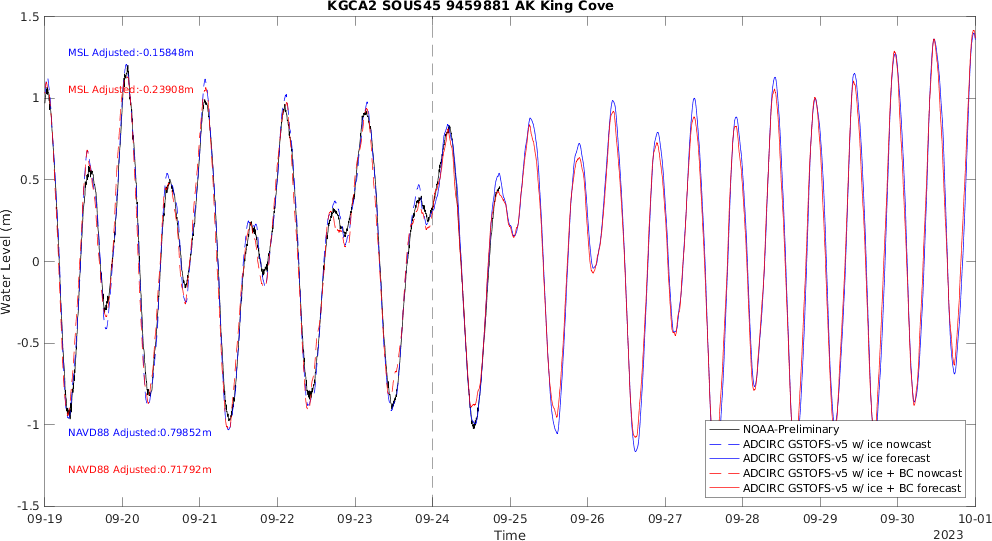 KGCA2 SOUS45 9459881 AK King Cove
1.5
1
0.5
0
-0.5
-1
-1.5
Water Level (m)
MSL Adjusted:-0.15848m
MSL Adjusted:-0.23908m
NAVD88 Adjusted:0.79852m
NAVD88 Adjusted:0.71792m
NOAA-Preliminary
ADCIRC GSTOFS-v5 w/ ice nowcast
ADCIRC GSTOFS-v5 w/ ice forecast
ADCIRC GSTOFS-v5 w/ ice + BC nowcast
ADCIRC GSTOFS-v5 w/ ice + BC forecast
09-19 09-20 09-21 09-22 09-23 09-24 09-25 09-26 09-27 09-28 09-29 09-30 10-01
Time
2023